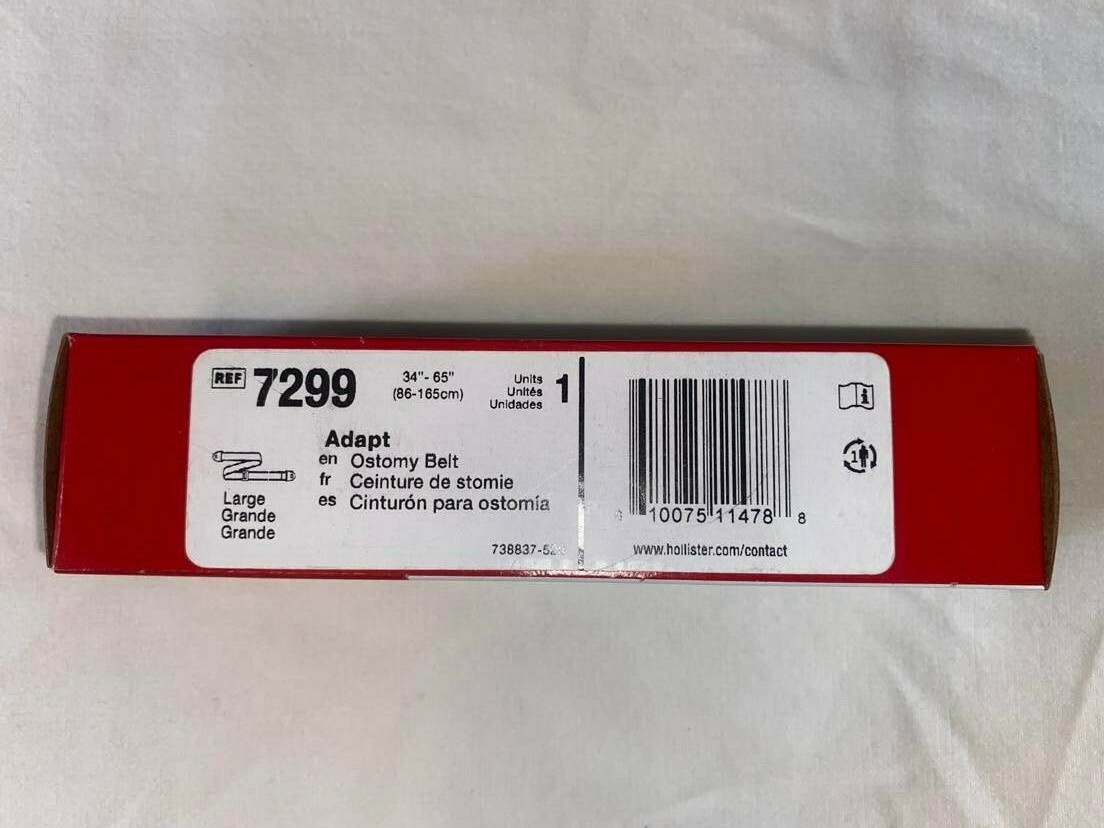 REF 7299
34"- 65"
(86-165cm)
Units
Unités
Unidades
1
Adapt
en Ostomy Belt
fr Ceinture de stomie
es Cinturón para ostomía
Large
Grande
Grande
10075 11478 8
www.hollister.com/contact
i
1